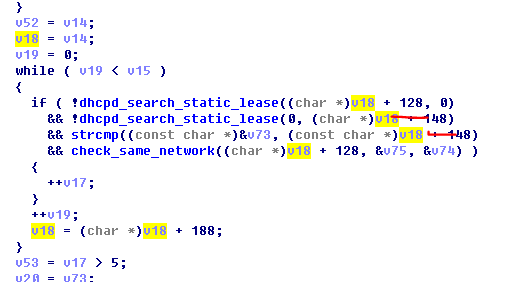 }
v52 = v14;
v18 = v14;
v19 = 0;
while ( v19 < v15 )
{
if ( !dhcpd_search_static_lease((char *)v18 + 128, 0)
&& !dhcpd_search_static_lease(0, (char *)v18 + 148)
&& strcmp((const char *)&v73, (const char *)v18 + 148)
&& check_same_network((char *)v18 + 128, &v75, &v74) )
{
++v17;
}
++v19;
v18 = (char *)v18 + 188;
}
v53 = v17 > 5;
v20 = v73;